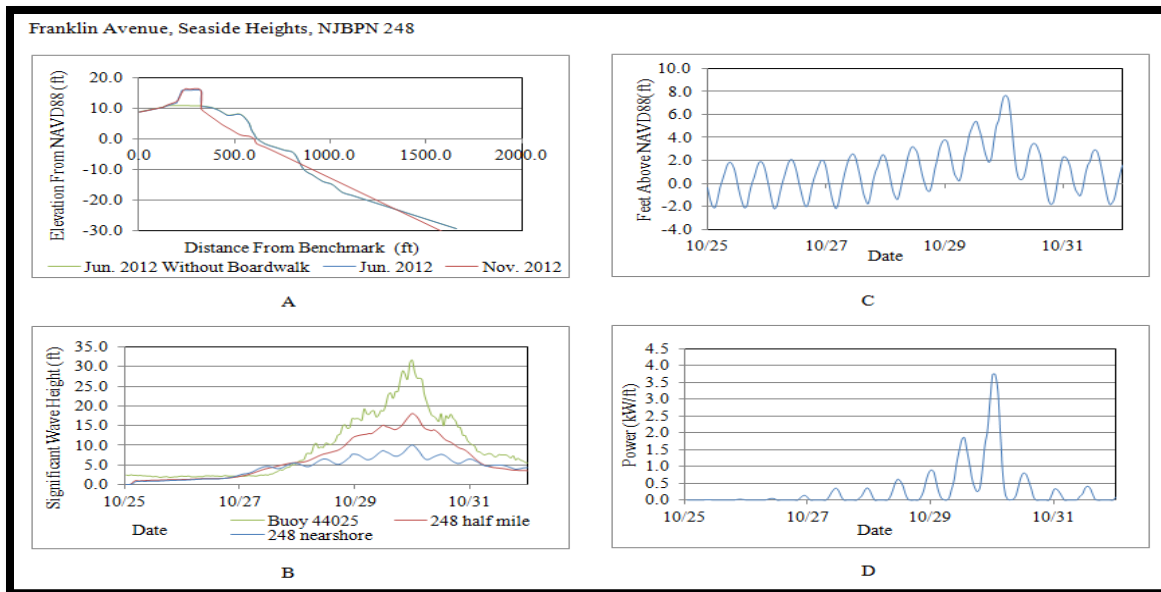 Franklin Avenue, Seaside Heights, NJBPN 248
Elevation From NAVD88 (ft)
20.0
10.0
0.0
-10.0
-20.0
-30.0
0.0 500.0 1000.0 1500.0 2000.0
Distance From Benchmark (ft)
Jun. 2012 Without Boardwalk Jun. 2012 Nov. 2012
A
Feet Above NAVD88(ft)
10.0
8.0
6.0
4.0
2.0
0.0
-2.0
-4.0
10/25 10/27 10/29 10/31
Date
C
Significant Wave Height (ft)
35.0
30.0
25.0
20.0
15.0
10.0
5.0
0.0
10/25 10/27 10/29 10/31
Date
Buoy 44025 248 half mile
248 nearshore
B
Power (kW/ft)
4.5
4.0
3.5
3.0
2.5
2.0
1.5
1.0
0.5
0.0
10/25 10/27 10/29 10/31
Date
D